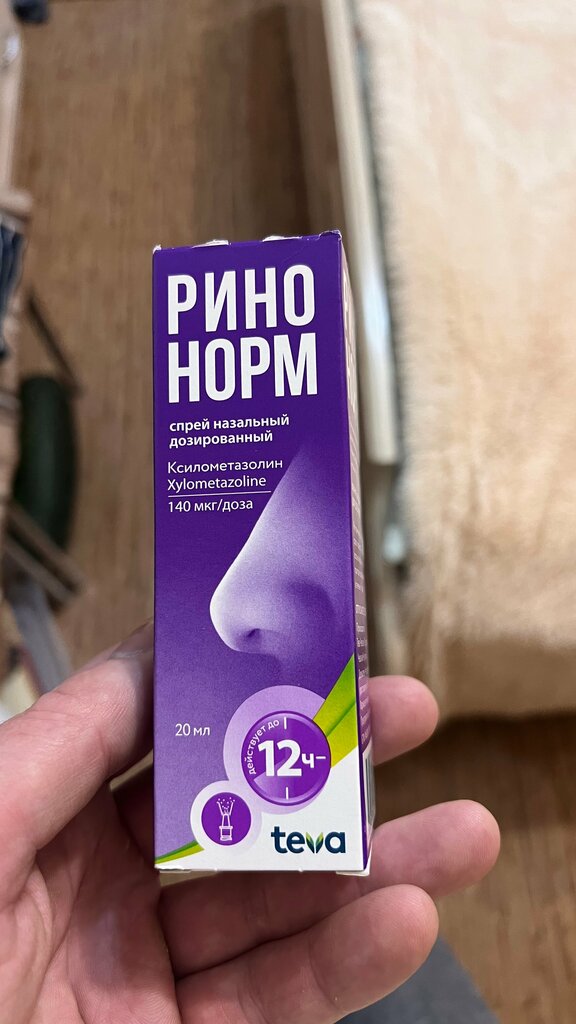 РИНО
НОРМ
спрей назальный
дозированный
Ксилометазолин
Xylometazoline
140 мкг/доза
20 мл
действует до
12ч
teva